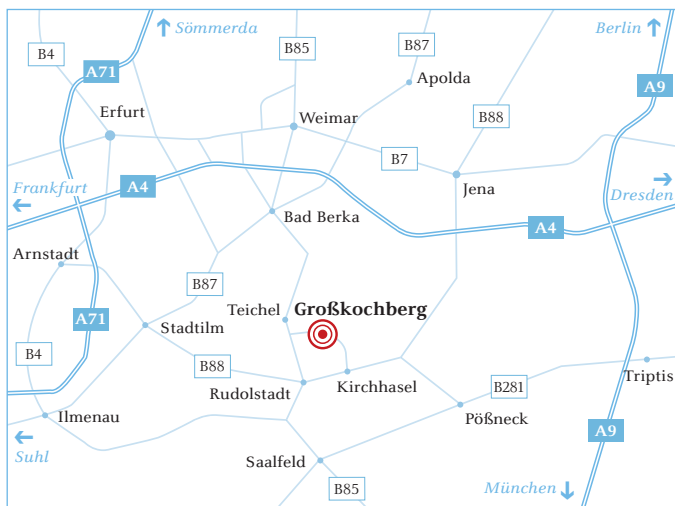 Sömmerda
Berlin
B4
B85
B87
A71
Apolda
A9
Erfurt
Weimar
B88
B7
Frankfurt
A4
Jena
Dresden
Bad Berka
A4
Arnstadt
B87
Teichel
Großkochberg
A71
Stadtilm
B4
B88
Rudolstadt
Kirchhasel
B281
Triptis
Ilmenau
Pößneck
A9
Suhl
Saalfeld
B85
München